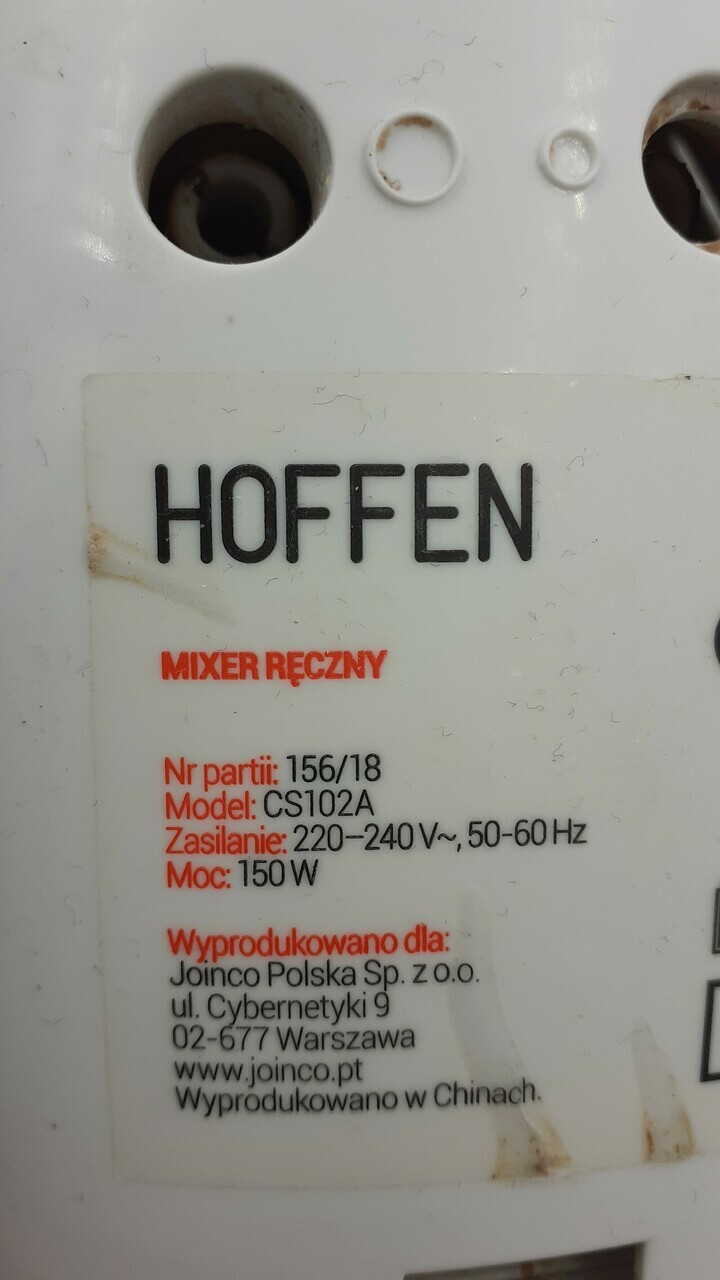 HOFFEN
MIXER RĘCZNY
Nr partii: 156/18
Model: CS102A
Zasilanie: 220–240 V~, 50-60 Hz
Moc: 150 W
Wyprodukowano dla:
Joinco Polska Sp. z o.o.
ul. Cybernetyki 9
02-677 Warszawa
www.joinco.pt
Wyprodukowano w Chinach.